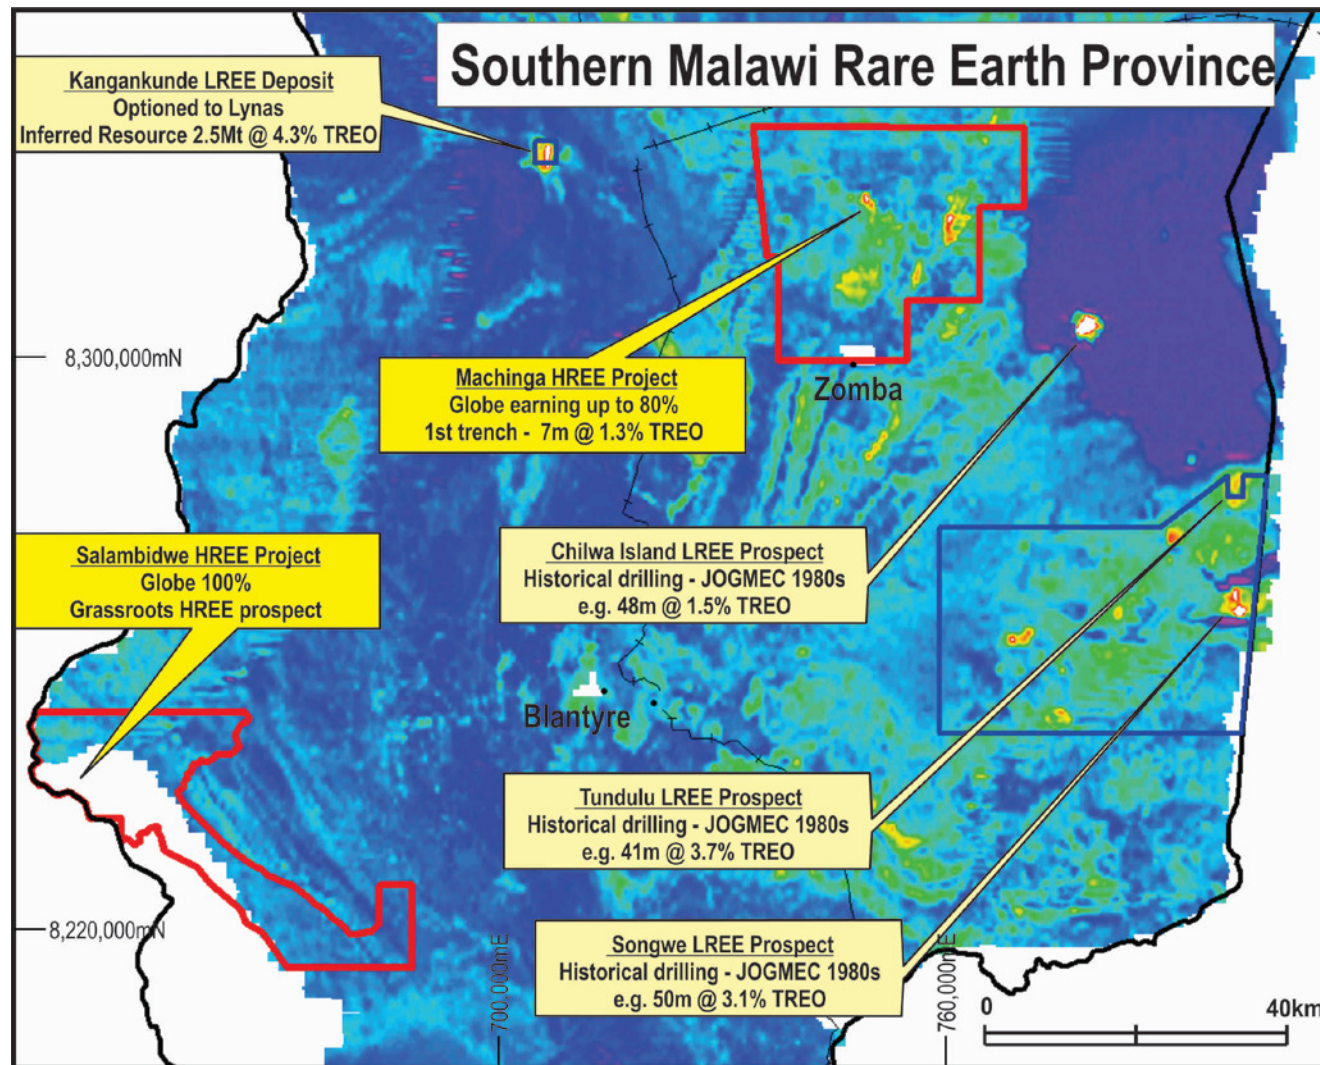 Southern Malawi Rare Earth Province
Kangankunde LREE Deposit
Optioned to Lynas
Inferred Resource 2.5Mt @ 4.3% TREO
8,300,000mN
Machinga HREE Project
Globe earning up to 80%
1st trench - 7m @ 1.3% TREO
Zomba
Salambidwe HREE Project
Globe 100%
Grassroots HREE prospect
Chilwa Island LREE Prospect
Historical drilling - JOGMEC 1980s
e.g. 48m @ 1.5% TREO
Blantyre
Tundulu LREE Prospect
Historical drilling - JOGMEC 1980s
e.g. 41m @ 3.7% TREO
8,220,000mN
Songwe LREE Prospect
Historical drilling - JOGMEC 1980s
e.g. 50m @ 3.1% TREO
700,000mE
760,000mE
0 40km